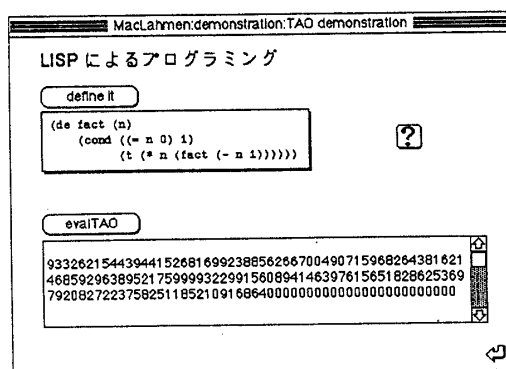 MacLahmen:demonstration:TAO demonstration
LISP によるプログラミング
define it
(de fact (n)
(cond ((= n 0) 1)
(t (* n (fact (- n 1))))))
?
evalTAO
93326215443944152681699238856266700490715968264381621
46859296389521759999322991560894146397615651828625369
7920827223758251185210916864000000000000000000000000